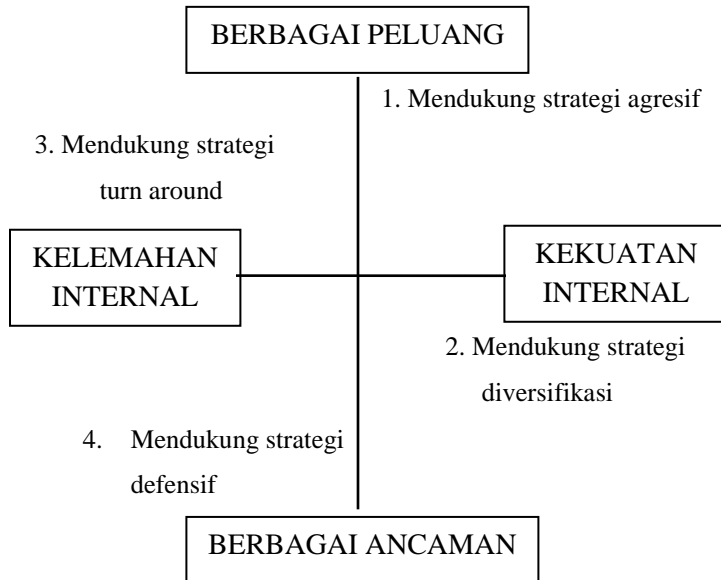 BERBAGAI PELUANG
1. Mendukung strategi agresif
3. Mendukung strategi
turn around
KELEMAHAN
INTERNAL
KEKUATAN
INTERNAL
2. Mendukung strategi
diversifikasi
4. Mendukung strategi
defensif
BERBAGAI ANCAMAN